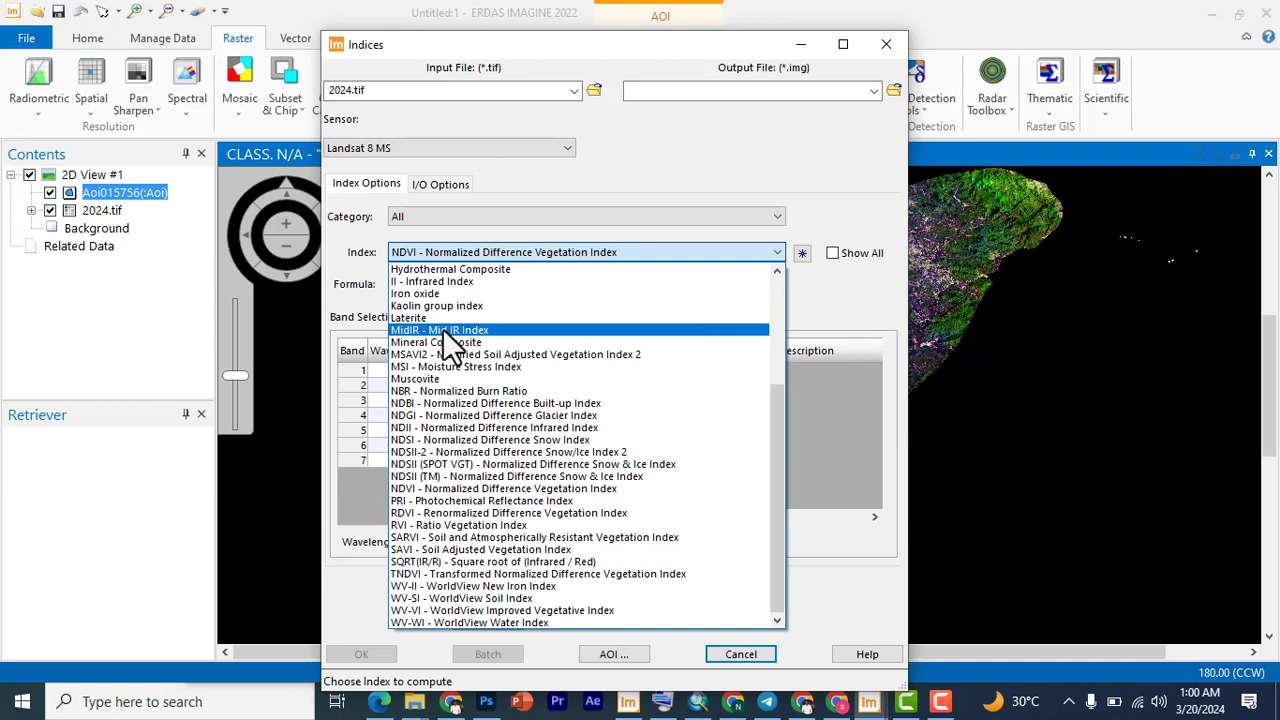 Untitled:1 - ERDAS IMAGINE 2022
AOI
File
Home
Manage Data
Raster
Vector
Radiometric
Spatial
Pan
Sharpen
Spectral
Mosaic
Subset
& Chip
Resolution
Tools
Radar
Toolbox
Thematic
Scientific
Raster GIS
Contents
2D View #1
Aoi015756(:Aoi)
2024.tif
Background
Related Data
Retriever
CLASS. N/A -
Indices
Input File: (*.tif)
Output File: (*.img)
2024.tif
Sensor:
Landsat 8 MS
Index Options
I/O Options
Category:
All
Index:
NDVI - Normalized Difference Vegetation Index
Show All
Formula:
Band Selecti
Band
1
2
3
4
5
6
7
Hydrothermal Composite
II - Infrared Index
Iron oxide
Kaolin group index
Laterite
MidIR - Mid IR Index
Mineral Composite
MSAVI2 - Modified Soil Adjusted Vegetation Index 2
MSI - Moisture Stress Index
Muscovite
NBR - Normalized Burn Ratio
NDBI - Normalized Difference Built-up Index
NDGI - Normalized Difference Glacier Index
NDII - Normalized Difference Infrared Index
NDSI - Normalized Difference Snow Index
NDSII-2 - Normalized Difference Snow/Ice Index 2
NDSII (SPOT VGT) - Normalized Difference Snow & Ice Index
NDSII (TM) - Normalized Difference Snow & Ice Index
NDVI - Normalized Difference Vegetation Index
PRI - Photochemical Reflectance Index
RDVI - Renormalized Difference Vegetation Index
RVI - Ratio Vegetation Index
SARVI - Soil and Atmospherically Resistant Vegetation Index
SAVI - Soil Adjusted Vegetation Index
SQRT(IR/R) - Square root of (Infrared / Red)
TNDVI - Transformed Normalized Difference Vegetation Index
WV-II - WorldView New Iron Index
WV-SI - WorldView Soil Index
WV-VI - WorldView Improved Vegetative Index
WV-WI - WorldView Water Index
OK
Batch
AOI ...
Cancel
Help
Choose Index to compute
180.00 (CCW)
Type here to search
30°C
1:00 AM
3/20/2024